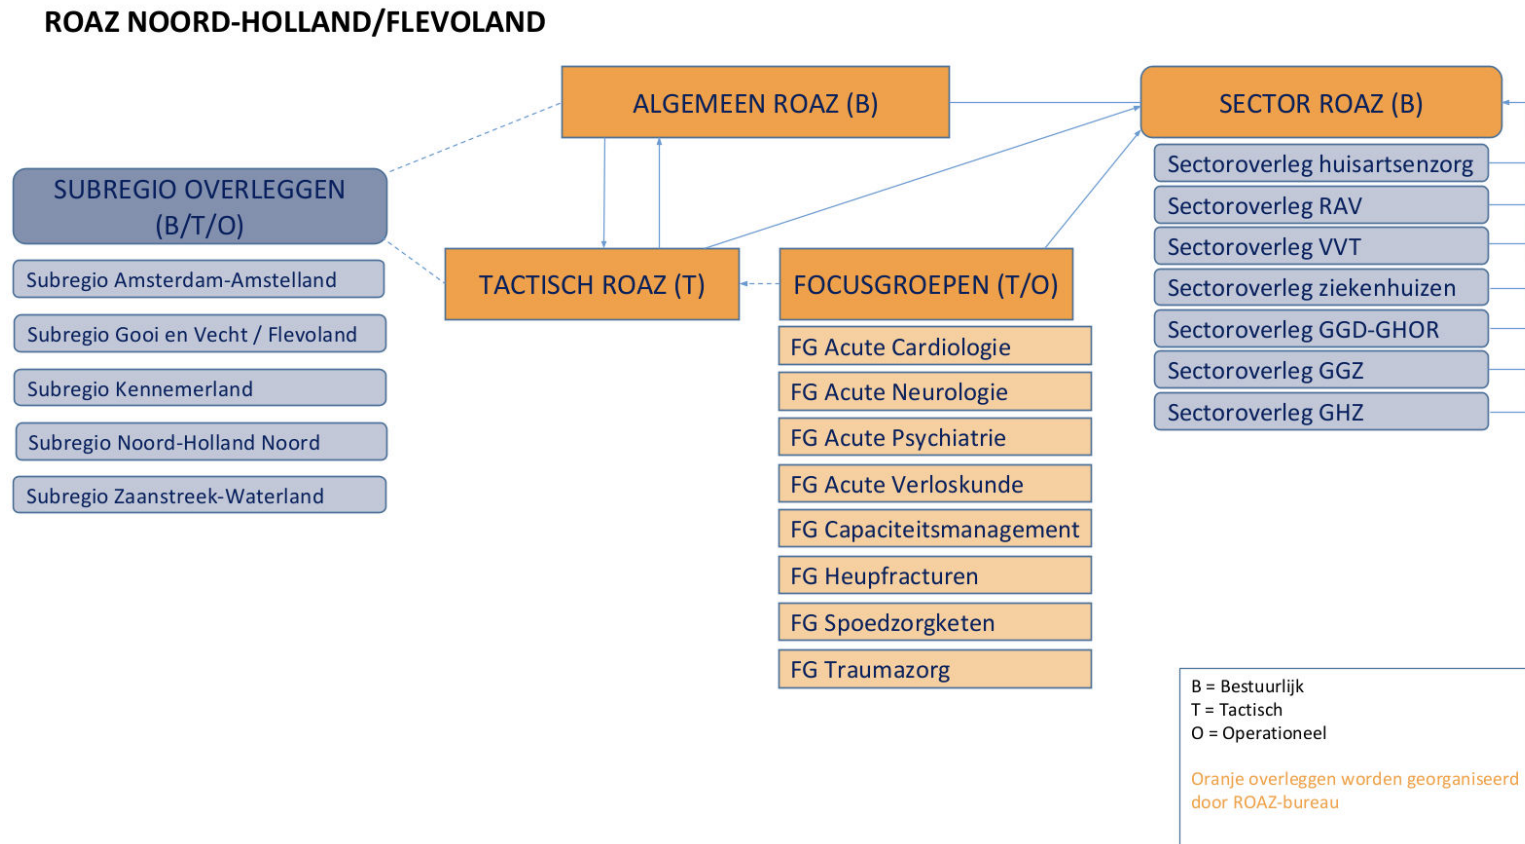 ROAZ NOORD-HOLLAND/FLEVOLAND
ALGEMEEN ROAZ (B)
SECTOR ROAZ (B)
Sectoroverleg huisartsenzorg
Sectoroverleg RAV
Sectoroverleg VVT
Sectoroverleg ziekenhuizen
Sectoroverleg GGD-GHOR
Sectoroverleg GGZ
Sectoroverleg GHZ
SUBREGIO OVERLEGGEN
(B/T/O)
Subregio Amsterdam-Amstelland
Subregio Gooi en Vecht / Flevoland
Subregio Kennemerland
Subregio Noord-Holland Noord
Subregio Zaanstreek-Waterland
TACTISCH ROAZ (T)
FOCUSGROEPEN (T/O)
FG Acute Cardiologie
FG Acute Neurologie
FG Acute Psychiatrie
FG Acute Verloskunde
FG Capaciteitsmanagement
FG Heupfracturen
FG Spoedzorgketen
FG Traumazorg
B = Bestuurlijk
T = Tactisch
O = Operationeel
Oranje overleggen worden georganiseerd
door ROAZ-bureau